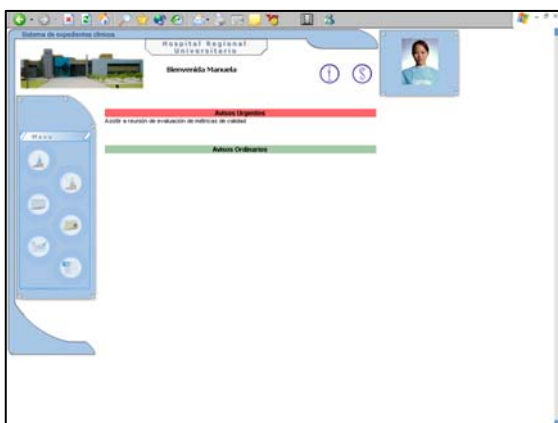 Sistema de expedientes clínicos
Hospital Regional
Universitario
Bienvenida Manuela
Avisos Urgentes
Asistir a reunión de evaluación de métricas de calidad
Avisos Ordinarios
Menu